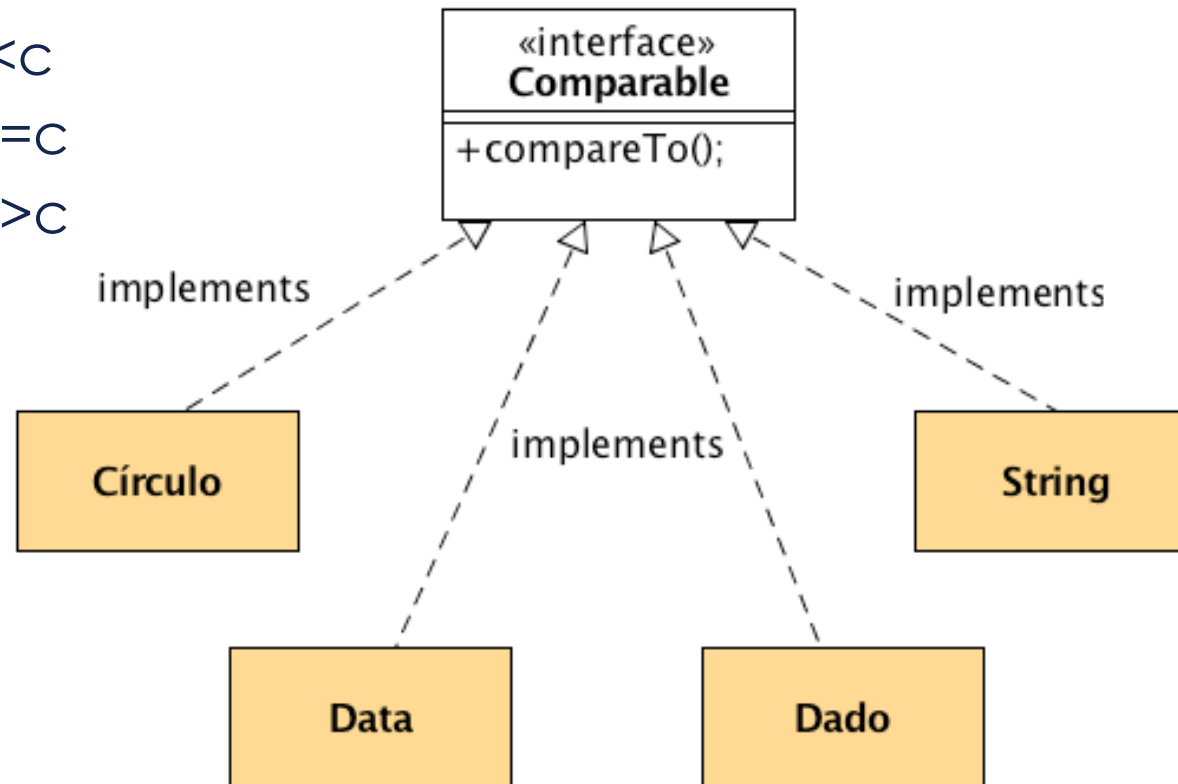 <c
=c
>c
«interface»
Comparable
+compareTo();
implements
implements
implements
Círculo
String
Data
Dado